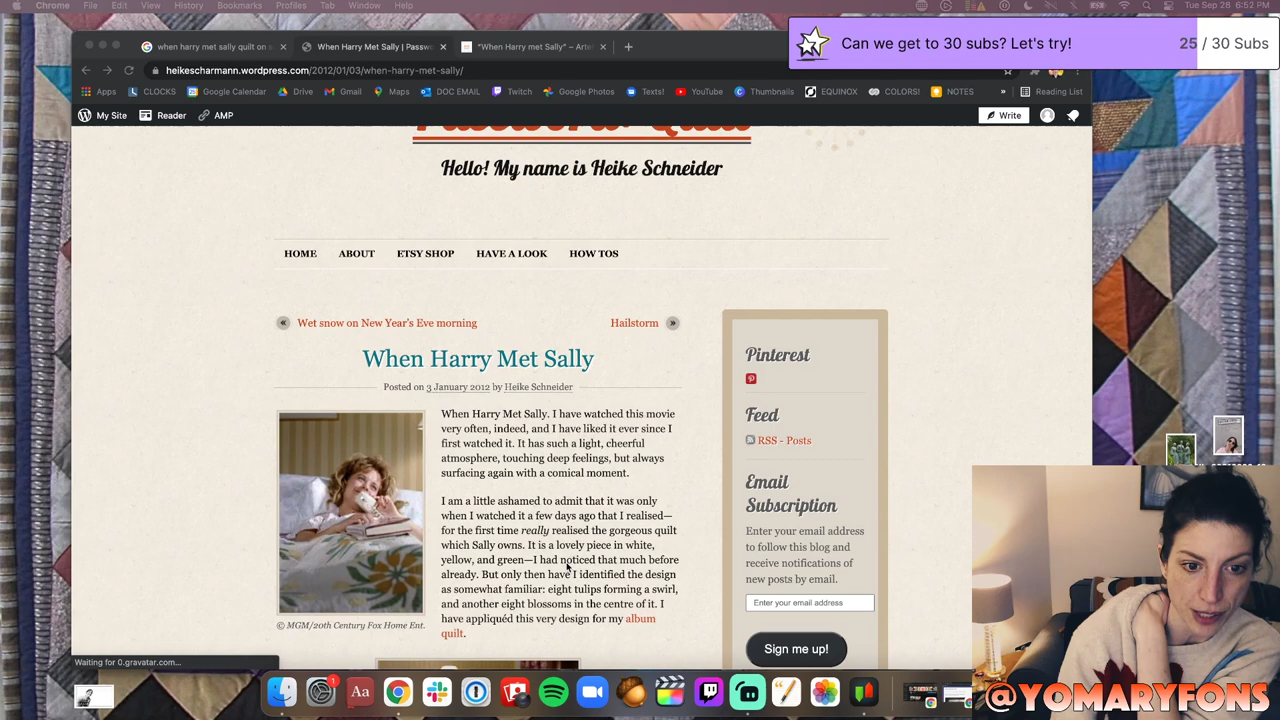 Chrome File Edit View History Bookmarks Profiles Tab Window Help
Tue Sep 28 6:52 PM
Can we get to 30 subs? Let's try! 25 / 30 Subs
when harry met sally quilt on
When Harry Met Sally | Passw
"When Harry met Sally" – Arte
heikescharmann.wordpress.com/2012/01/03/when-harry-met-sally/
Apps CLOCKS Google Calendar Drive Gmail Maps DOC EMAIL Twitch Google Photos Texts! YouTube Thumbnails EQUINOX COLORS! NOTES » Reading List
My Site Reader AMP Write
Hello! My name is Heike Schneider
HOME ABOUT ETSY SHOP HAVE A LOOK HOW TOS
« Wet snow on New Year's Eve morning Hailstorm »
When Harry Met Sally
Posted on 3 January 2012 by Heike Schneider
When Harry Met Sally. I have watched this movie
very often, indeed, and I have liked it ever since I
first watched it. It has such a light, cheerful
atmosphere, touching deep feelings, but always
surfacing again with a comical moment.
I am a little ashamed to admit that it was only
when I watched it a few days ago that I realised—
for the first time really realised the gorgeous quilt
which Sally owns. It is a lovely piece in white,
yellow, and green—I had noticed that much before
already. But only then have I identified the design
as somewhat familiar: eight tulips forming a swirl,
and another eight blossoms in the centre of it. I
have appliquéd this very design for my album
quilt.
© MGM/20th Century Fox Home Ent.
Pinterest
Feed
RSS - Posts
Email
Subscription
Enter your email address
to follow this blog and
receive notifications of
new posts by email.
Enter your email address
Sign me up!
Waiting for 0.gravatar.com...
1
Aa
@YOMARYFONS